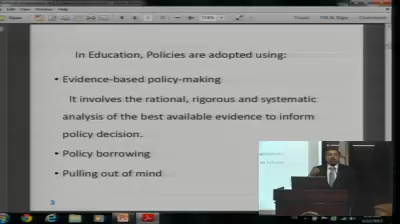 In Education, Policies are adopted using:
• Evidence-based policy-making
It involves the rational, rigorous and systematic
analysis of the best available evidence to inform
policy decision.
• Policy borrowing
• Pulling out of mind
3